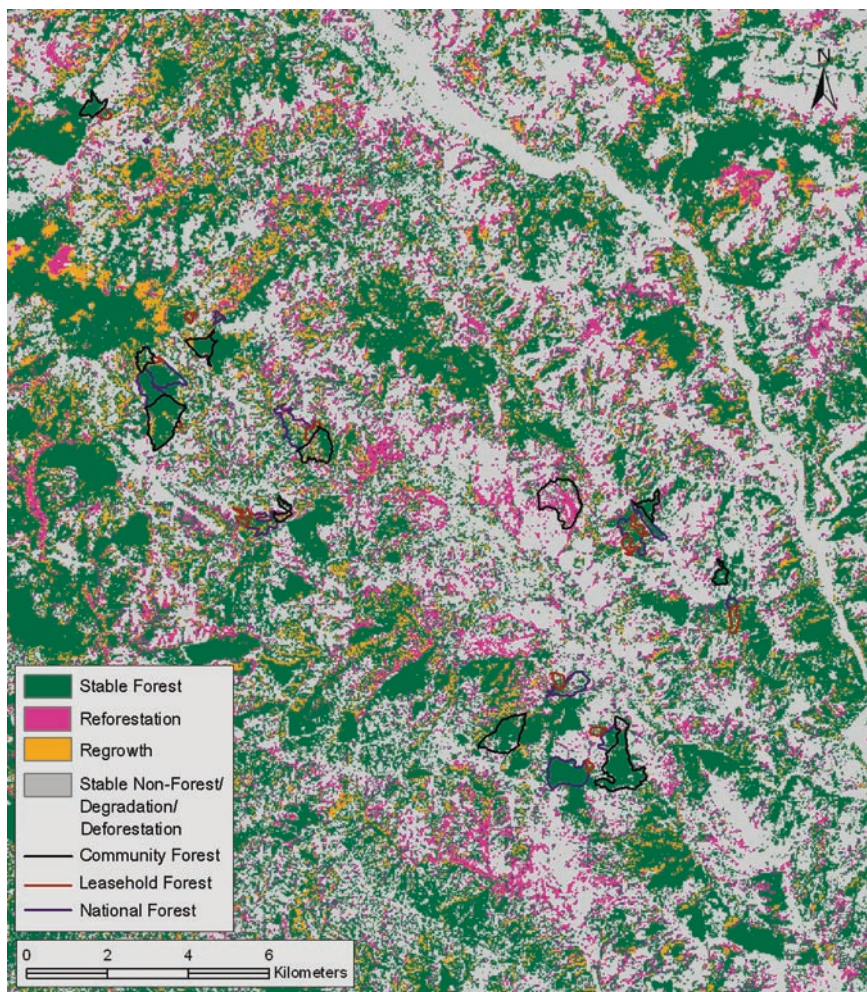 N
Stable Forest
Reforestation
Regrowth
Stable Non-Forest/
Degradation/
Deforestation
Community Forest
Leasehold Forest
National Forest
0 2 4 6
Kilometers